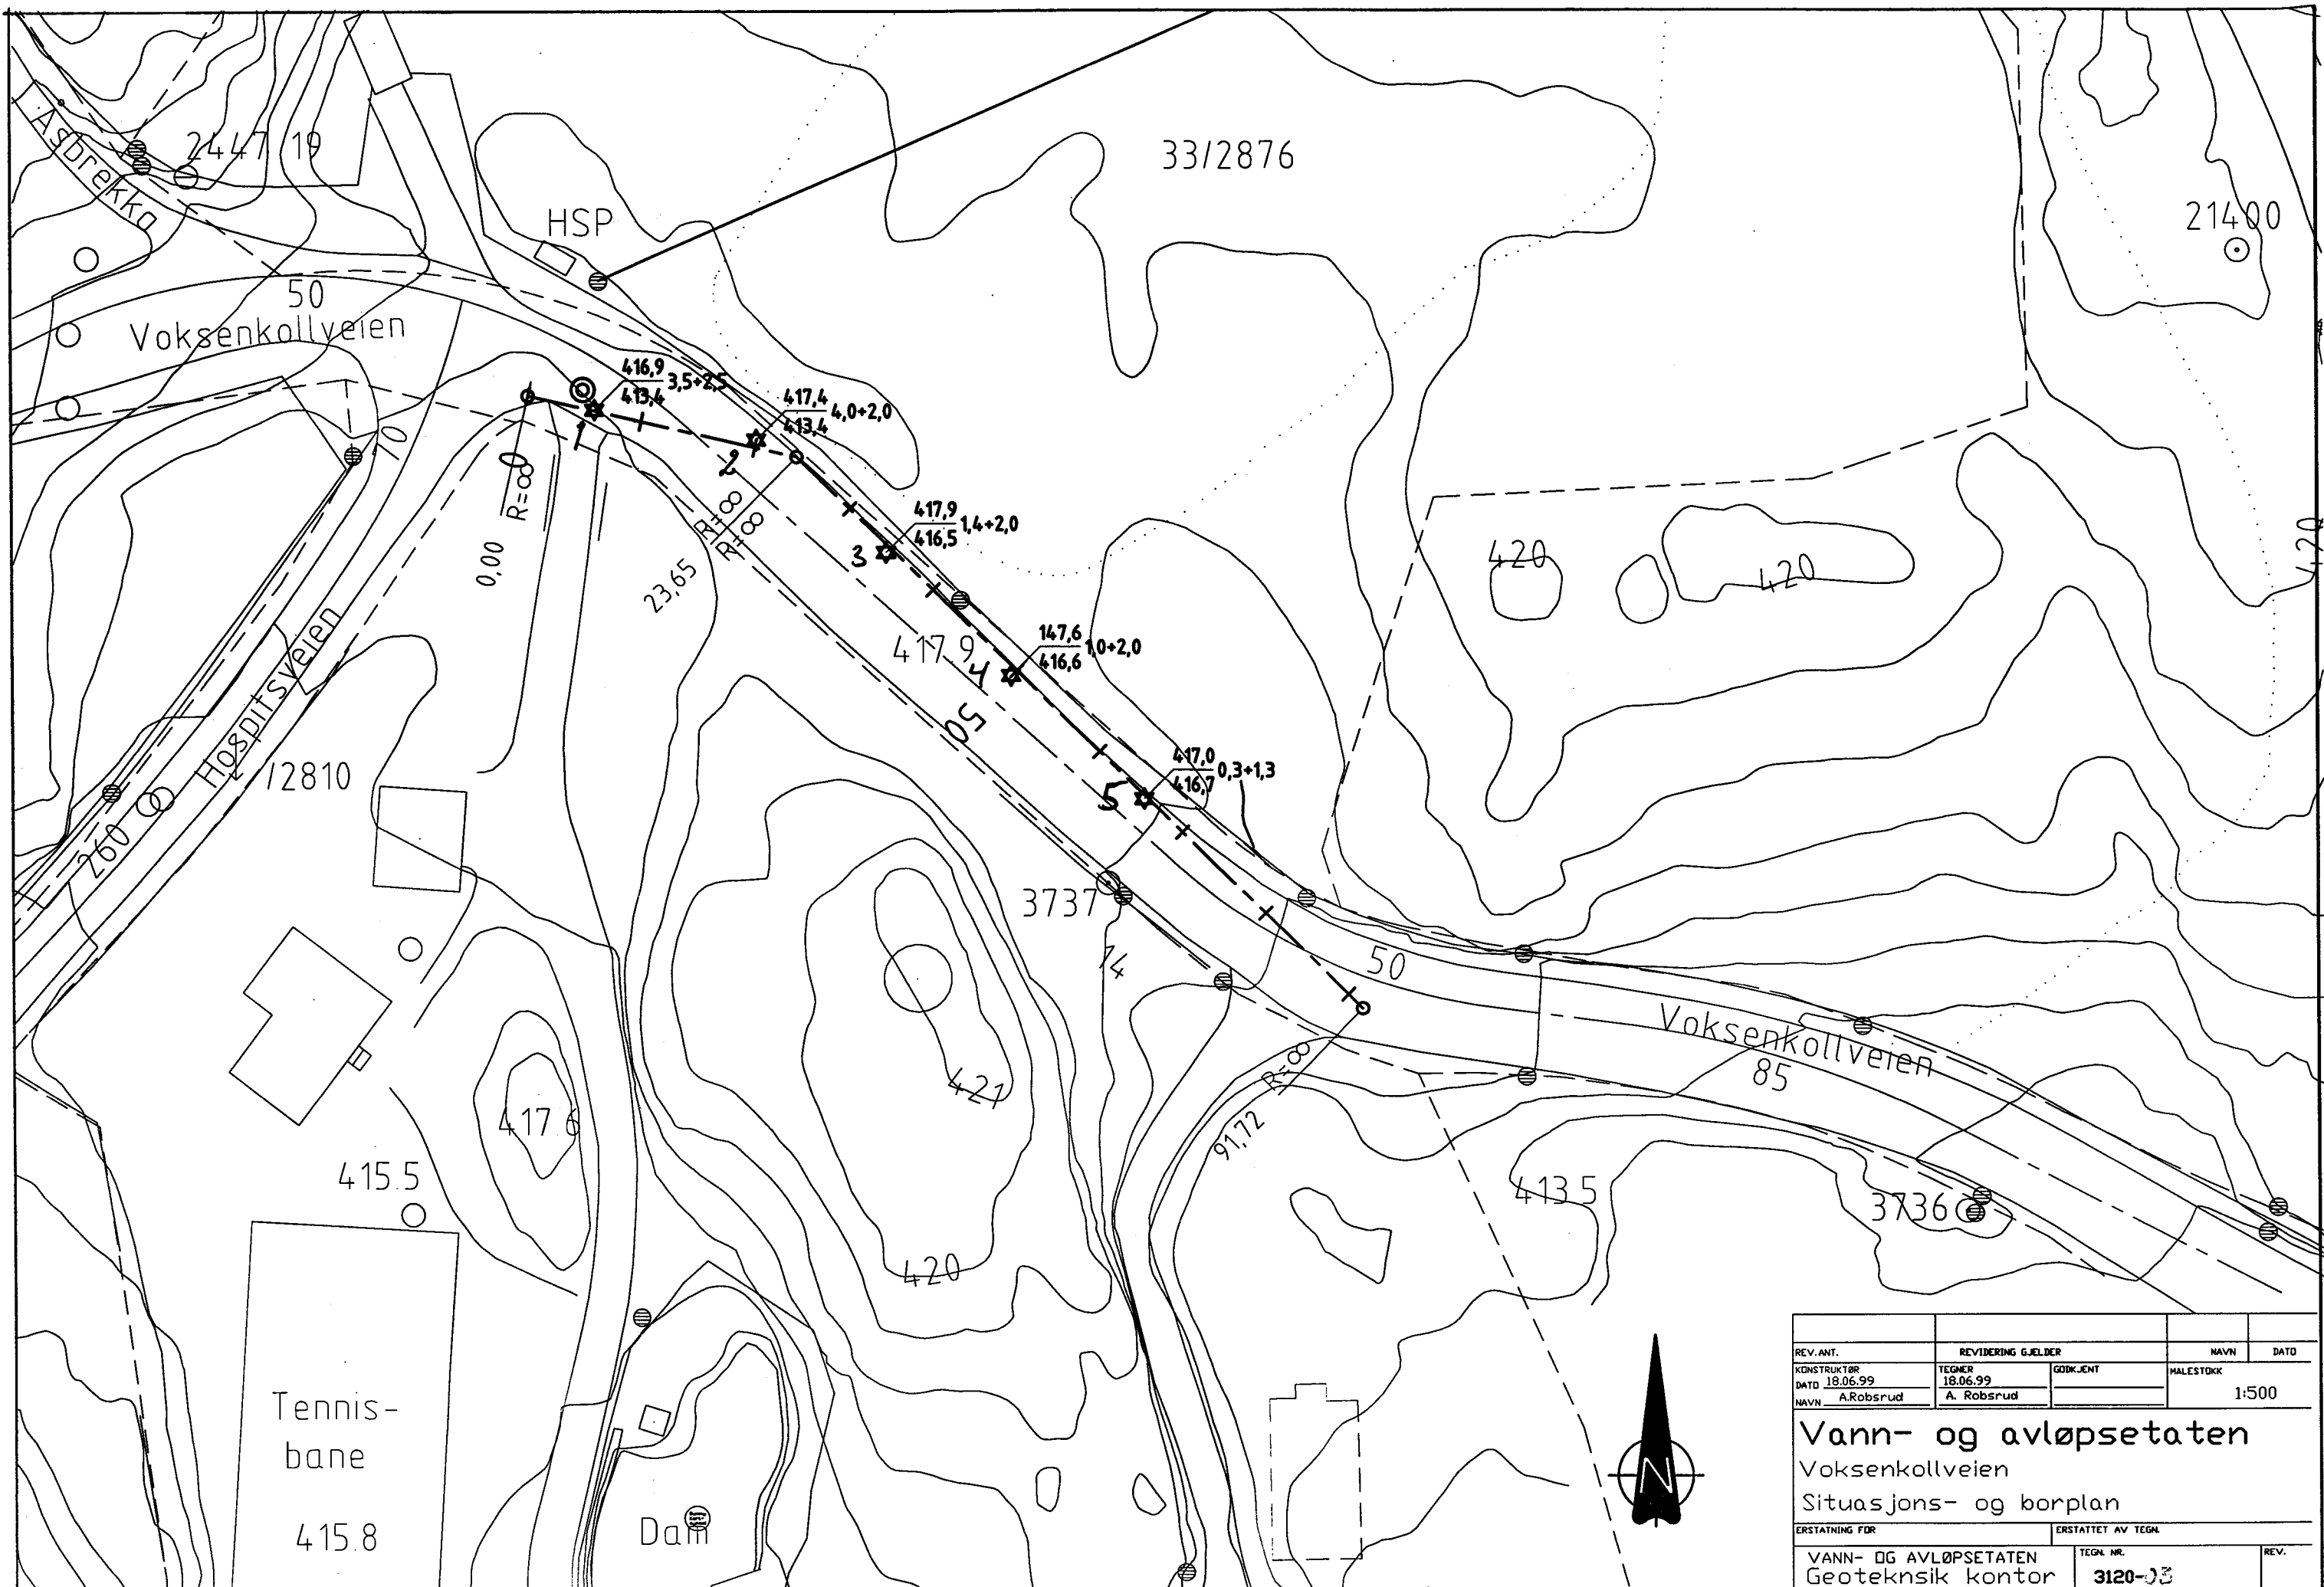 Åsbrekka
2447 19
HSP
33/2876
21400
50
Voksenkollveien
10
416,9
413,4
3,5+2,5
1
417,4
413,4
4,0+2,0
2
0
R=∞
0,00
R=∞
R=∞
23,65
417,9
416,5
1,4+2,0
3
420
420
420
147,6
416,6
1,0+2,0
417.9
4
50
417,0
416,7
0,3+1,3
5
Hospitsveien
/2810
260
3737
14
50
Voksenkollveien
85
R=∞
91,72
421
417.6
415.5
413.5
3736
420
Tennis-
bane
415.8
Dam
N
REV.ANT. REVIDERING GJELDER NAVN DATO
KONSTRUKTØR TEGNER GODKJENT MALESTOKK
DATO 18.06.99 18.06.99 1:500
NAVN A.Robsrud A. Robsrud
Vann- og avløpsetaten
Voksenkollveien
Situasjons- og borplan
ERSTATNING FOR ERSTATTET AV TEGN.
VANN- OG AVLØPSETATEN TEGN. NR. REV.
Geoteknsik kontor 3120-03